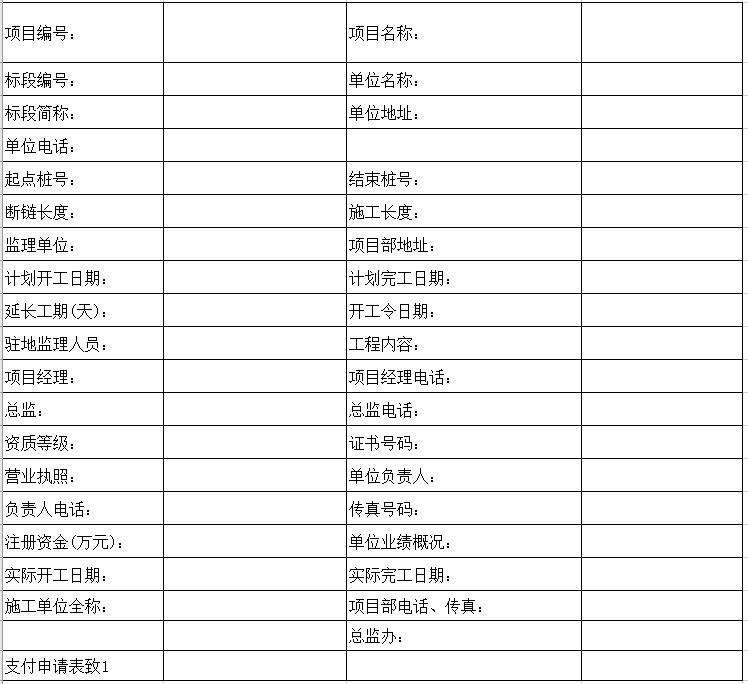 项目编号： 项目名称：
标段编号： 单位名称：
标段简称： 单位地址：
单位电话：
起点桩号： 结束桩号：
断链长度： 施工长度：
监理单位： 项目部地址：
计划开工日期： 计划完工日期：
延长工期(天)： 开工令日期：
驻地监理人员： 工程内容：
项目经理： 项目经理电话：
总监： 总监电话：
资质等级： 证书号码：
营业执照： 单位负责人：
负责人电话： 传真号码：
注册资金(万元)： 单位业绩概况：
实际开工日期： 实际完工日期：
施工单位全称： 项目部电话、传真：
总监办：
支付申请表致1